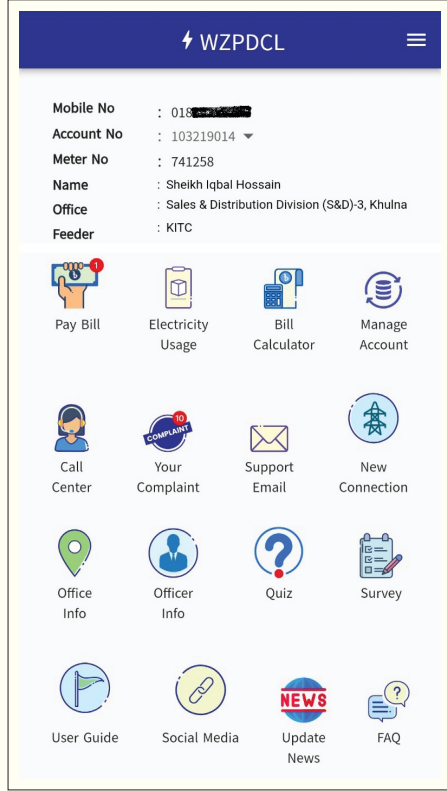 WZPDCL
Mobile No : 018
Account No : 103219014
Meter No : 741258
Name : Sheikh Iqbal Hossain
Office : Sales & Distribution Division (S&D)-3, Khulna
Feeder : KITC
1
Pay Bill
Electricity
Usage
Bill
Calculator
Manage
Account
Call
Center
10
COMPLAINT
Your
Complaint
Support
Email
New
Connection
Office
Info
Officer
Info
?
Quiz
Survey
User Guide
Social Media
NEWS
Update
News
?
FAQ